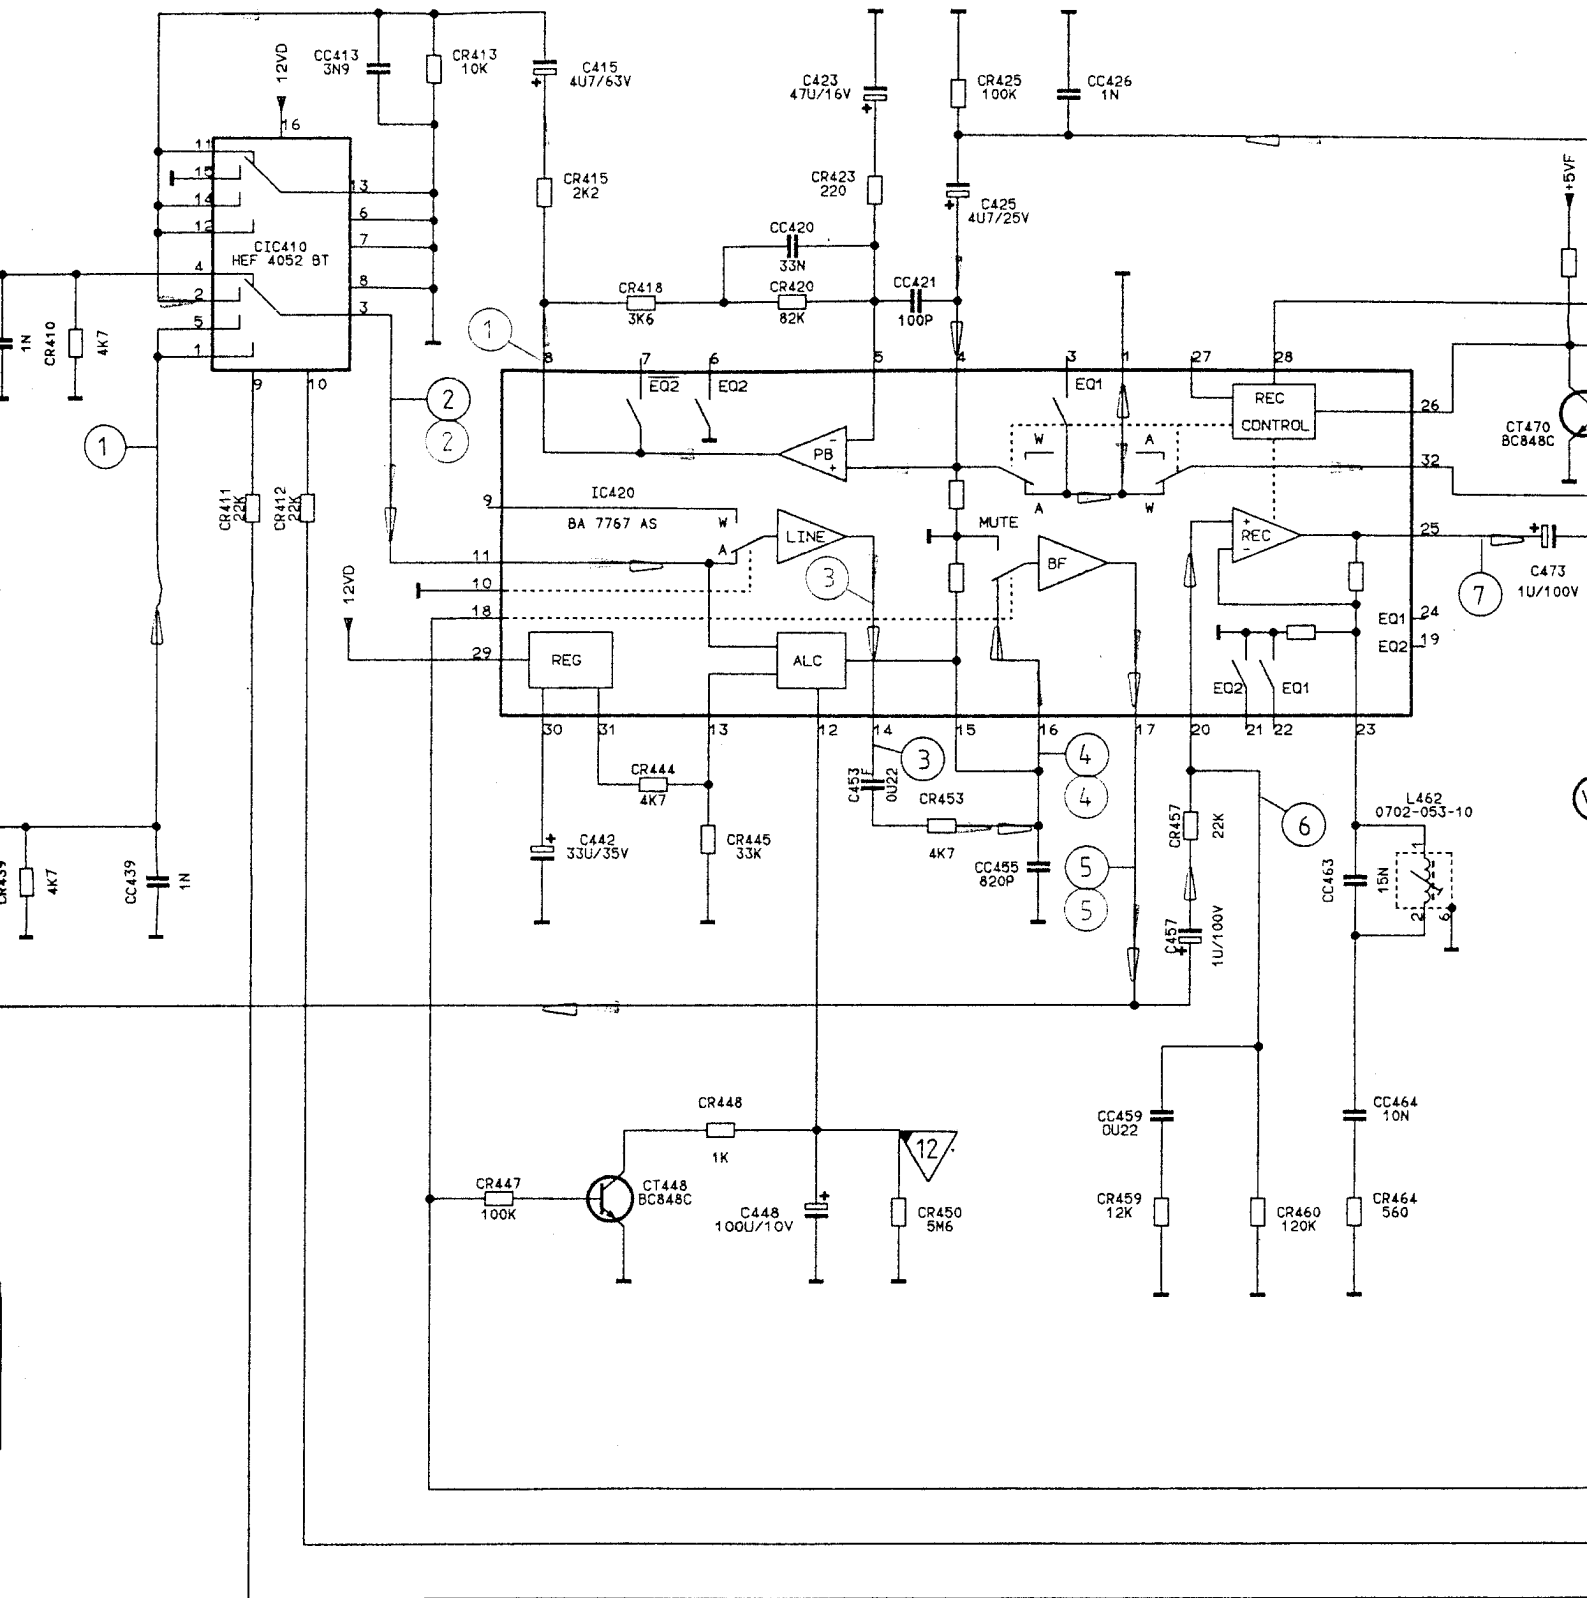 12VD
CC413
3N9
CR413
10K
C415
4U7/63V
+
C423
47U/16V
+
CR425
100K
CC426
1N
16
11
15
14
12
4
2
5
1
13
6
7
8
3
CIC410
HEF 4052 BT
9
10
CR415
2K2
CR423
220
C425
4U7/25V
+
+5VF
CC420
33N
CR418
3K6
CR420
82K
CC421
100P
1N
CR410
4K7
1
8
7
6
5
4
3
1
27
28
EQ2
EQ2
EQ1
REC
CONTROL
26
CT470
BC848C
2
2
1
PB
-
+
W
A
A
W
32
CR411
22K
CR412
22K
9
IC420
BA 7767 AS
W
A
LINE
MUTE
BF
+
REC
-
25
+
C473
1U/100V
7
11
10
18
12VD
3
29
REG
ALC
EQ1
24
EQ2
19
EQ2
EQ1
30
31
13
12
14
15
16
17
20
21
22
23
3
4
4
CR444
4K7
C453
0U22
CR453
4K7
C442
33U/35V
+
CR445
33K
CC455
820P
5
5
CR457
22K
6
L462
0702-053-10
CC463
15N
1
2
6
CR439
4K7
CC439
1N
C457
+
1U/100V
CR448
1K
12
CC459
0U22
CC464
10N
CR447
100K
CT448
BC848C
C448
100U/10V
+
CR450
5M6
CR459
12K
CR460
120K
CR464
560